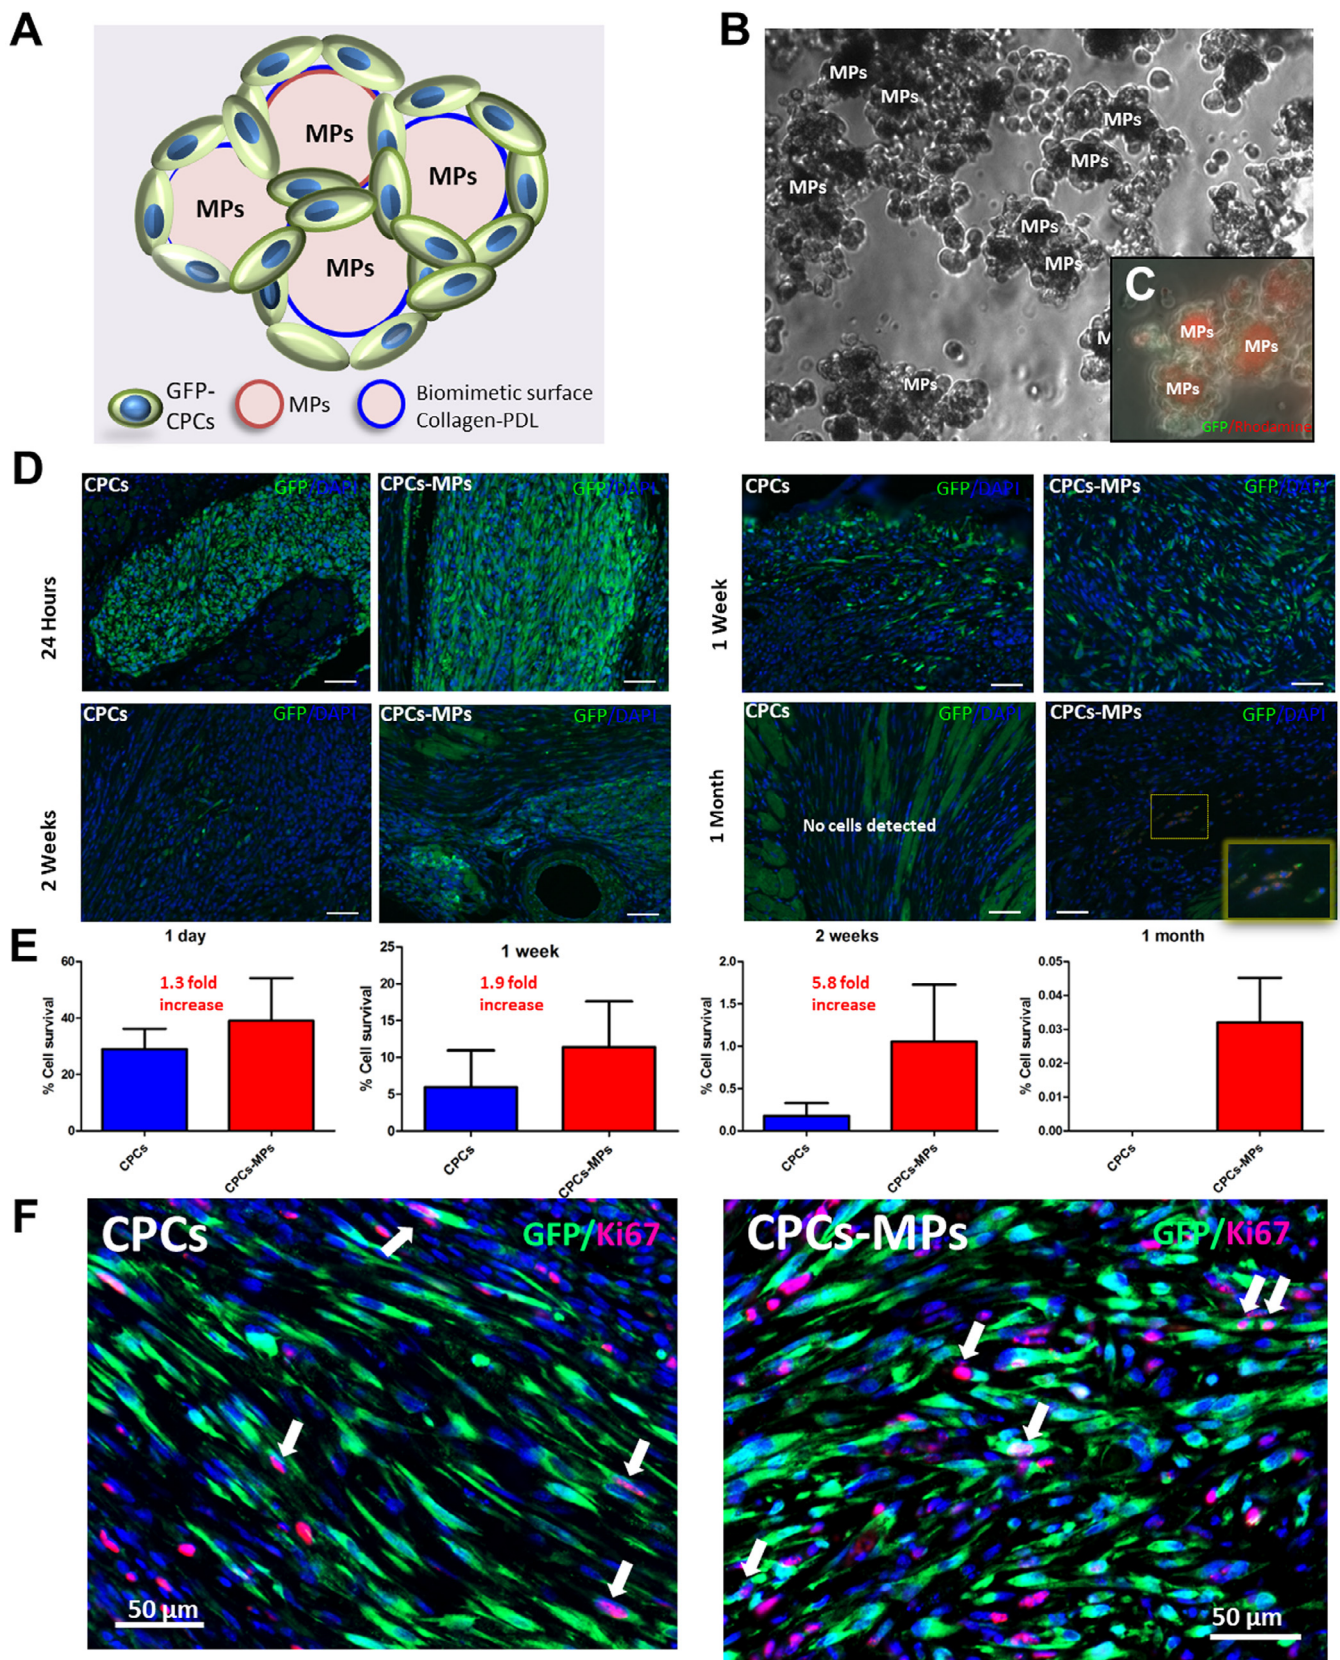 A
MPs
MPs
MPs
MPs
GFP-
CPCs
MPs
Biomimetic surface
Collagen-PDL
B
MPs
MPs
MPs
MPs
MPs
MPs
MPs
M
MPs
C
MPs
MPs
MPs
GFP/Rhodamine
D
24 Hours
CPCs
GFP/DAPI
CPCs-MPs
GFP/DAPI
1 Week
CPCs
GFP/DAPI
CPCs-MPs
GFP/DAPI
2 Weeks
CPCs
GFP/DAPI
CPCs-MPs
GFP/DAPI
1 Month
CPCs
GFP/DAPI
No cells detected
CPCs-MPs
GFP/DAPI
E
1 day
% Cell survival
60
40
20
0
1.3 fold
increase
CPCs
CPCs-MPs
1 week
% Cell survival
25
20
15
10
5
0
1.9 fold
increase
CPCs
CPCs-MPs
2 weeks
% Cell survival
2.0
1.5
1.0
0.5
0.0
5.8 fold
increase
CPCs
CPCs-MPs
1 month
% Cell survival
0.05
0.04
0.03
0.02
0.01
0.00
CPCs
CPCs-MPs
F
CPCs
GFP/Ki67
50 µm
CPCs-MPs
GFP/Ki67
50 µm